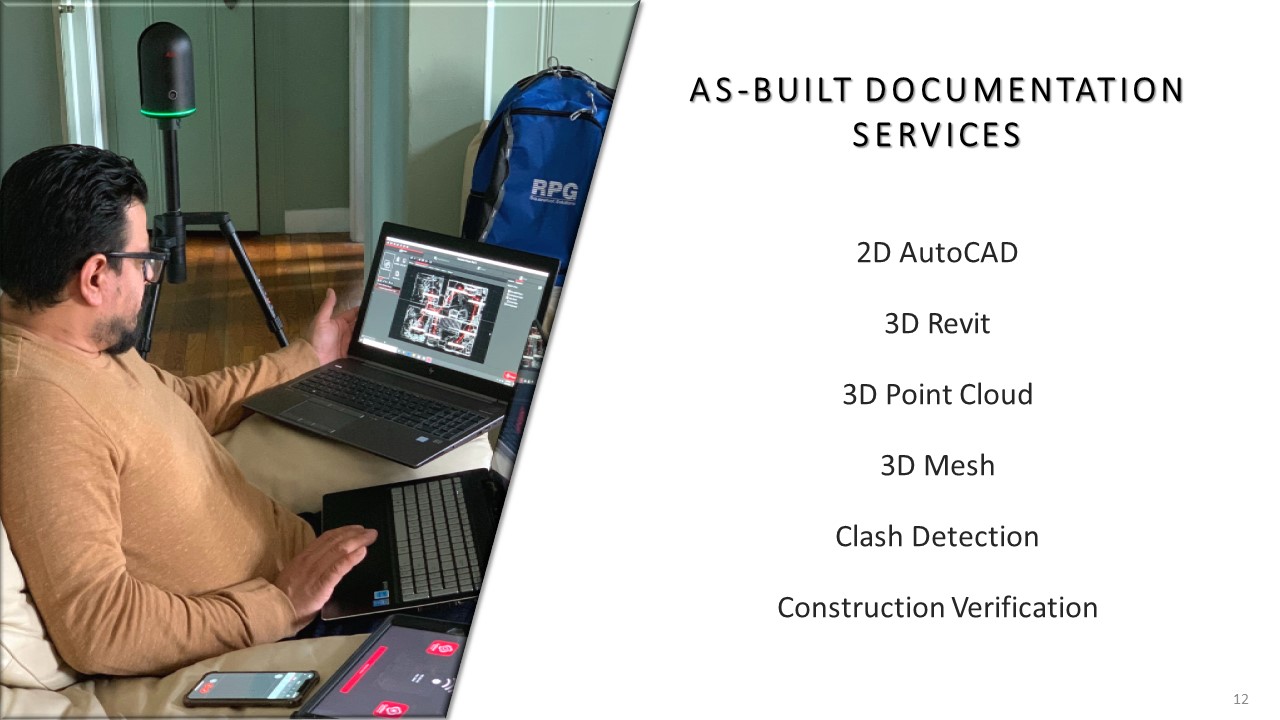 AS-BUILT DOCUMENTATION
SERVICES
RPG
2D AutoCAD
3D Revit
3D Point Cloud
3D Mesh
Clash Detection
Construction Verification
12